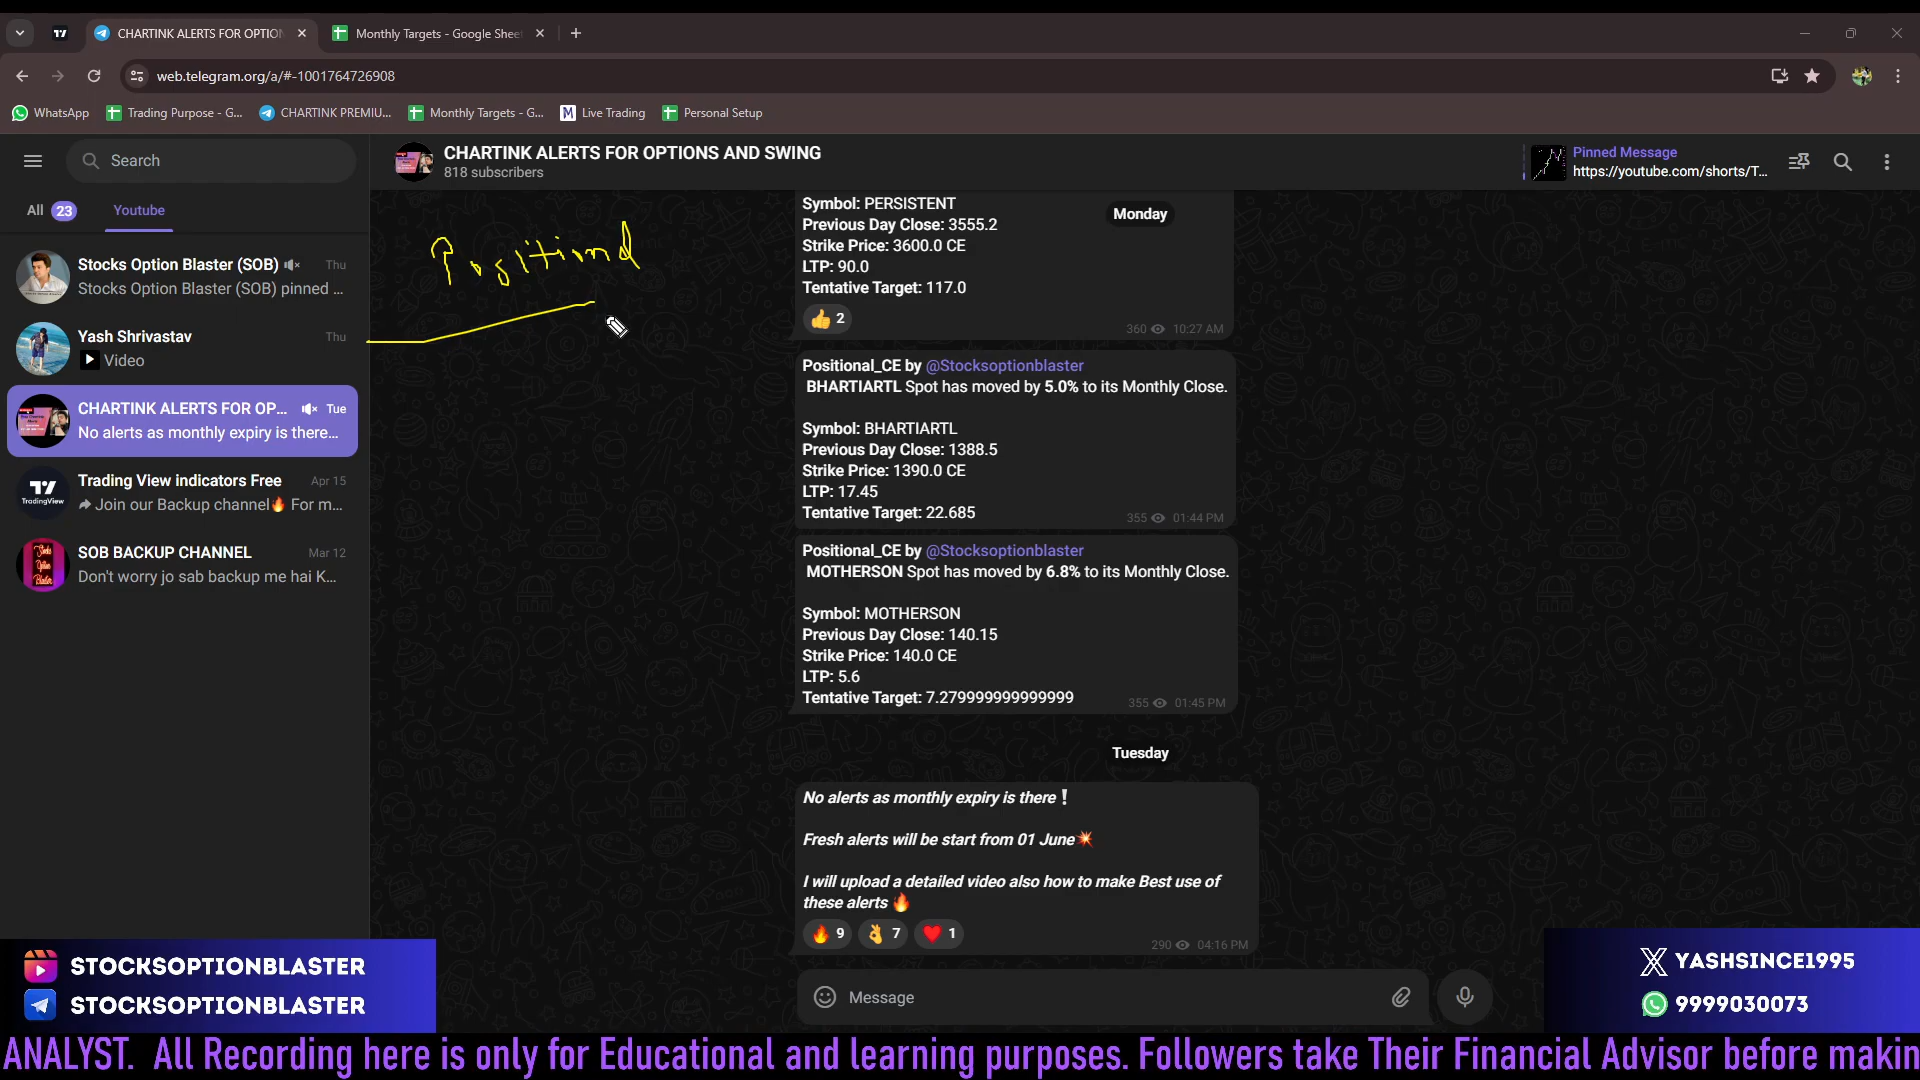 CHARTINK ALERTS FOR OPTION
Monthly Targets - Google Sheet
web.telegram.org/a/#-1001764726908
WhatsApp
Trading Purpose - G...
CHARTINK PREMIU...
Monthly Targets - G...
Live Trading
Personal Setup
Search
All 23
Youtube
Stocks Option Blaster (SOB)
Thu
Stocks Option Blaster (SOB) pinned ...
Yash Shrivastav
Thu
Video
CHARTINK ALERTS FOR OP...
Tue
No alerts as monthly expiry is there...
TradingView
Trading View indicators Free
Apr 15
Join our Backup channel🔥 For m...
SOB BACKUP CHANNEL
Mar 12
Don't worry jo sab backup me hai K...
CHARTINK ALERTS FOR OPTIONS AND SWING
818 subscribers
Pinned Message
https://youtube.com/shorts/T...
Positional
Monday
Symbol: PERSISTENT
Previous Day Close: 3555.2
Strike Price: 3600.0 CE
LTP: 90.0
Tentative Target: 117.0
👍 2
360 10:27 AM
Positional_CE by @Stocksoptionblaster
BHARTIARTL Spot has moved by 5.0% to its Monthly Close.
Symbol: BHARTIARTL
Previous Day Close: 1388.5
Strike Price: 1390.0 CE
LTP: 17.45
Tentative Target: 22.685
355 01:44 PM
Positional_CE by @Stocksoptionblaster
MOTHERSON Spot has moved by 6.8% to its Monthly Close.
Symbol: MOTHERSON
Previous Day Close: 140.15
Strike Price: 140.0 CE
LTP: 5.6
Tentative Target: 7.279999999999999
355 01:45 PM
Tuesday
No alerts as monthly expiry is there❕
Fresh alerts will be start from 01 June💥
I will upload a detailed video also how to make Best use of
these alerts 🔥
🔥 9 👌 7 ❤️ 1
290 04:16 PM
Message
STOCKSOPTIONBLASTER
STOCKSOPTIONBLASTER
YASHSINCE1995
9999030073
ANALYST. All Recording here is only for Educational and learning purposes. Followers take Their Financial Advisor before makin